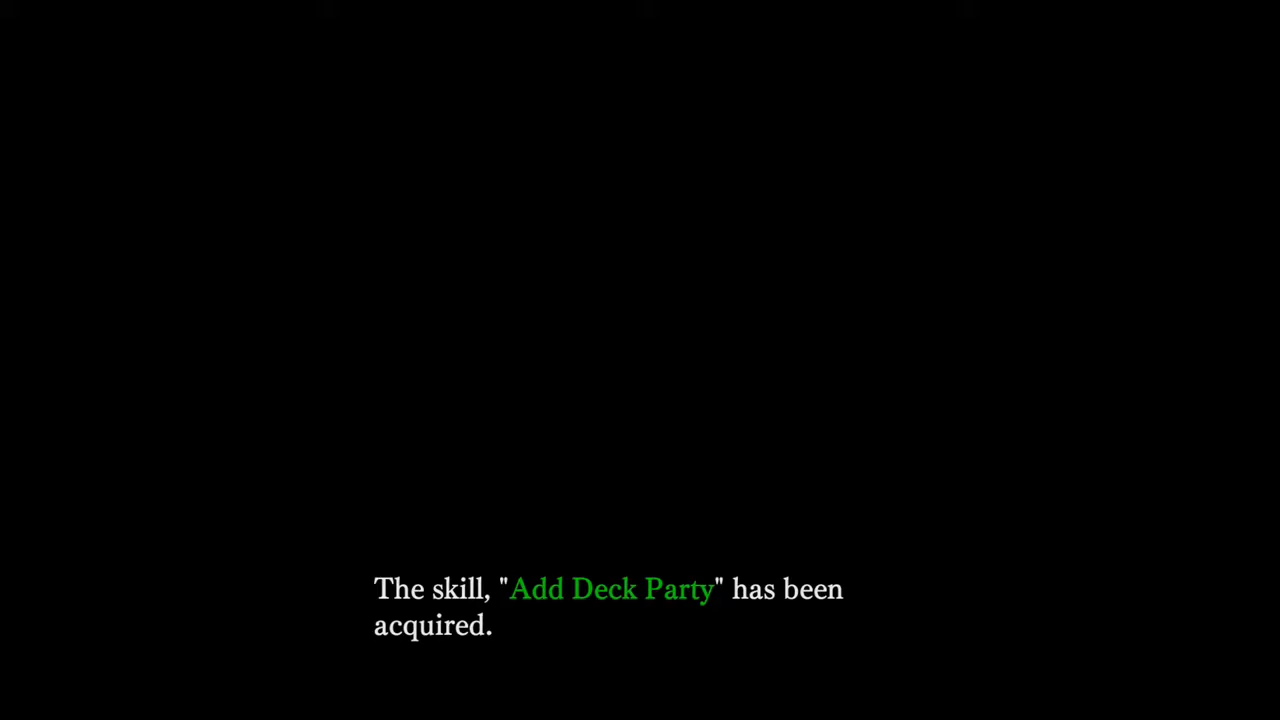 The skill, "Add Deck Party" has been
acquired.